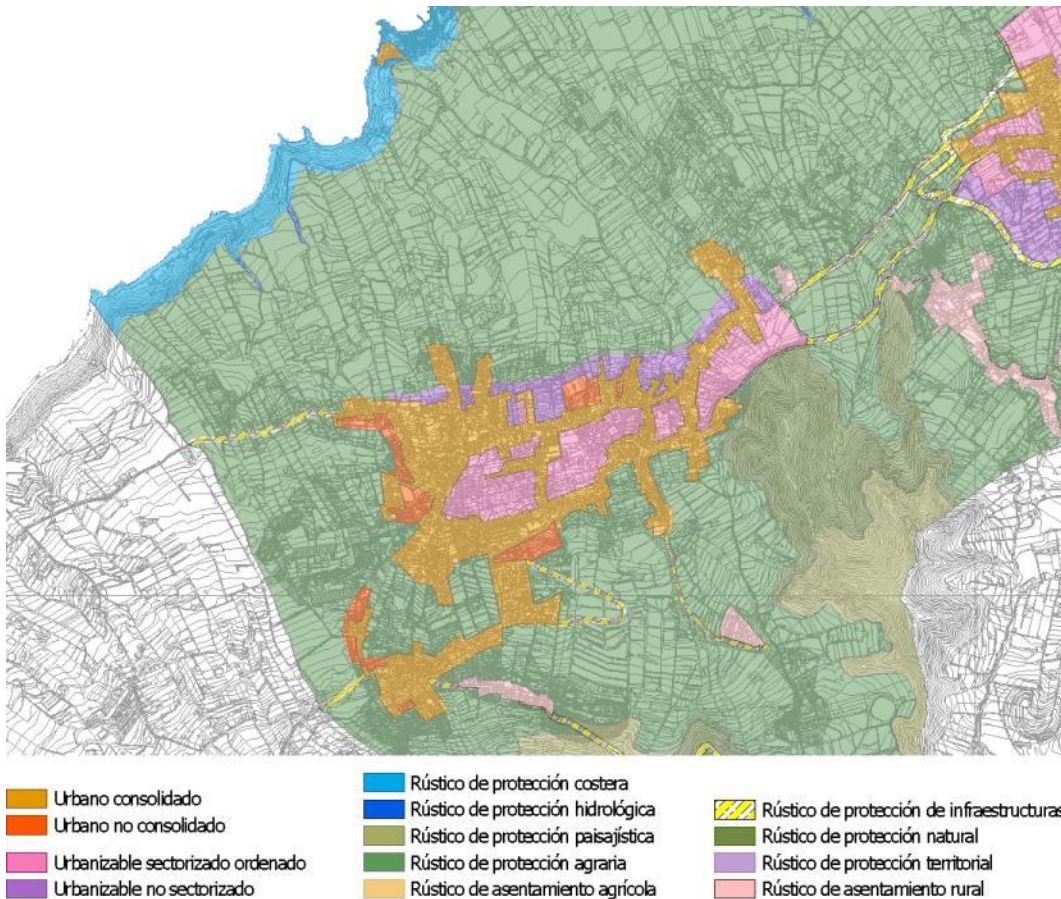 Urbano consolidado
Urbano no consolidado
Urbanizable sectorizado ordenado
Urbanizable no sectorizado
Rústico de protección costera
Rústico de protección hidrológica
Rústico de protección paisajística
Rústico de protección agraria
Rústico de asentamiento agrícola
Rústico de protección de infraestructuras
Rústico de protección natural
Rústico de protección territorial
Rústico de asentamiento rural